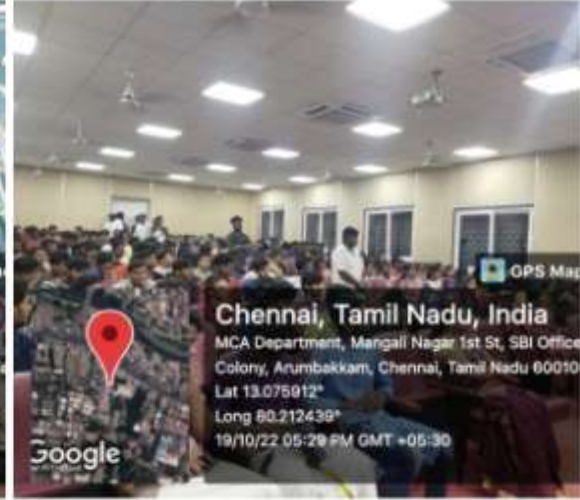 GPS Map
Chennai, Tamil Nadu, India
MCA Department, Mangali Nagar 1st St, SBI Office
Colony, Arumbakkam, Chennai, Tamil Nadu 60010
Lat 13.075912°
Long 80.212439°
19/10/22 05:29 PM GMT +05:30
Google